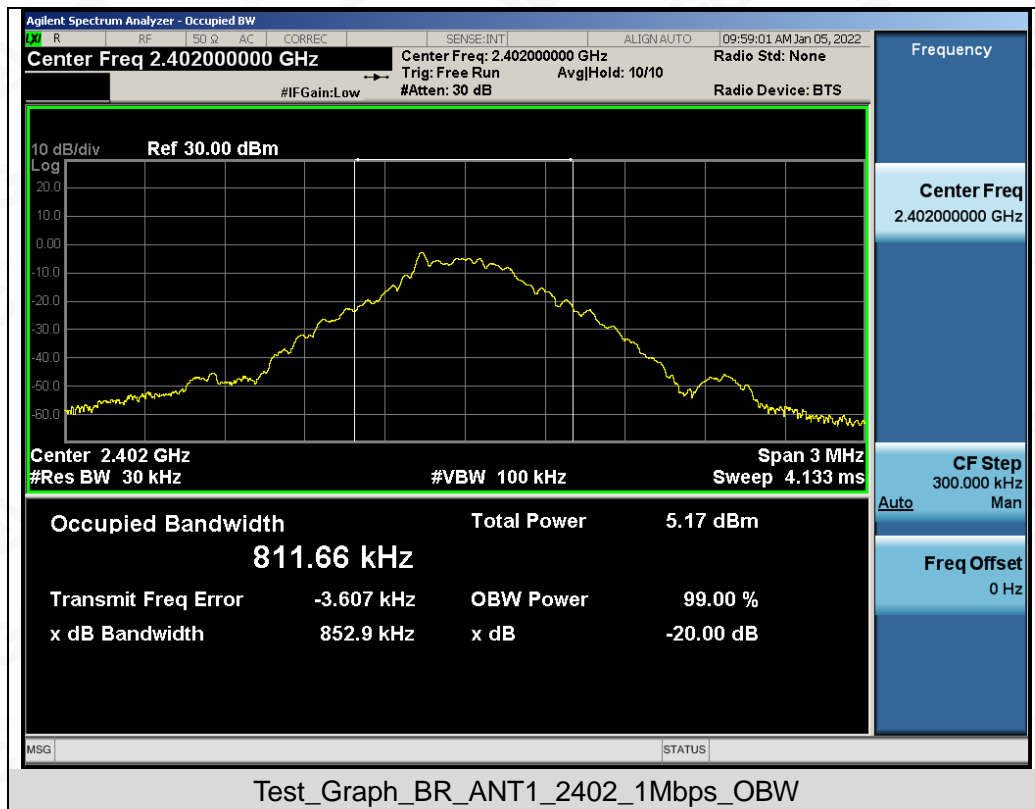 Agilent Spectrum Analyzer - Occupied BW
LXI R RF 50 Ω AC CORREC SENSE:INT ALIGN AUTO 09:59:01 AM Jan 05, 2022
Center Freq 2.402000000 GHz
Center Freq: 2.402000000 GHz
Radio Std: None
Trig: Free Run Avg|Hold: 10/10
#IFGain:Low
#Atten: 30 dB
Radio Device: BTS
10 dB/div Ref 30.00 dBm
Log
20.0
10.0
0.00
-10.0
-20.0
-30.0
-40.0
-50.0
-60.0
Center 2.402 GHz
Span 3 MHz
#Res BW 30 kHz
#VBW 100 kHz
Sweep 4.133 ms
Occupied Bandwidth
811.66 kHz
Total Power 5.17 dBm
Transmit Freq Error -3.607 kHz
OBW Power 99.00 %
x dB Bandwidth 852.9 kHz
x dB -20.00 dB
Frequency
Center Freq
2.402000000 GHz
CF Step
300.000 kHz
Auto Man
Freq Offset
0 Hz
MSG
STATUS
Test_Graph_BR_ANT1_2402_1Mbps_OBW